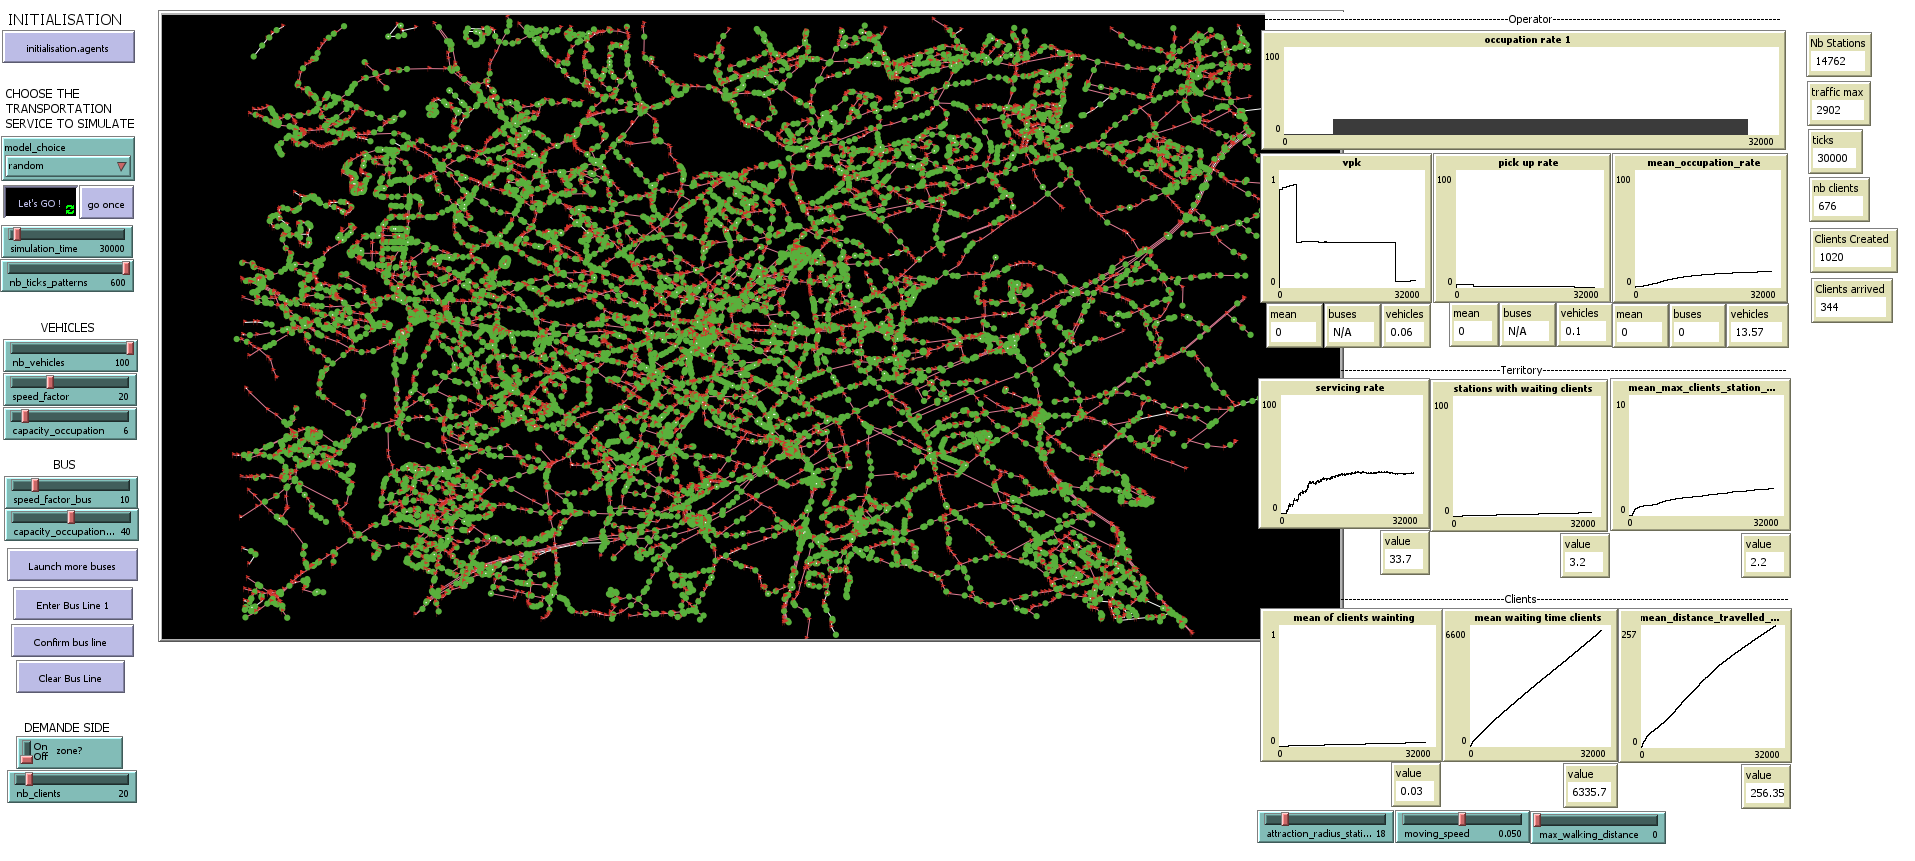 INITIALISATION
initialisation.agents
CHOOSE THE
TRANSPORTATION
SERVICE TO SIMULATE
model_choice
random
Let's GO !
go once
simulation_time 30000
nb_ticks_patterns 600
VEHICLES
nb_vehicles 100
speed_factor 20
capacity_occupation 6
BUS
speed_factor_bus 10
capacity_occupation... 40
Launch more buses
Enter Bus Line 1
Confirm bus line
Clear Bus Line
DEMANDE SIDE
On
Off
zone?
nb_clients 20
Operator
occupation rate 1
100
0
0 32000
vpk
1
0
0 32000
pick up rate
100
0
0 32000
mean_occupation_rate
100
0
0 32000
mean
0
buses
N/A
vehicles
0.06
mean
0
buses
N/A
vehicles
0.1
mean
0
buses
0
vehicles
13.57
Territory
servicing rate
100
0
0 32000
stations with waiting clients
100
0
0 32000
mean_max_clients_station_...
10
0
0 32000
value
33.7
value
3.2
value
2.2
Clients
mean of clients wainting
1
0
0 32000
mean waiting time clients
6600
0
0 32000
mean_distance_travelled_...
257
0
0 32000
value
0.03
value
6335.7
value
256.35
attraction_radius_stati... 18
moving_speed 0.050
max_walking_distance 0
Nb Stations
14762
traffic max
2902
ticks
30000
nb clients
676
Clients Created
1020
Clients arrived
344